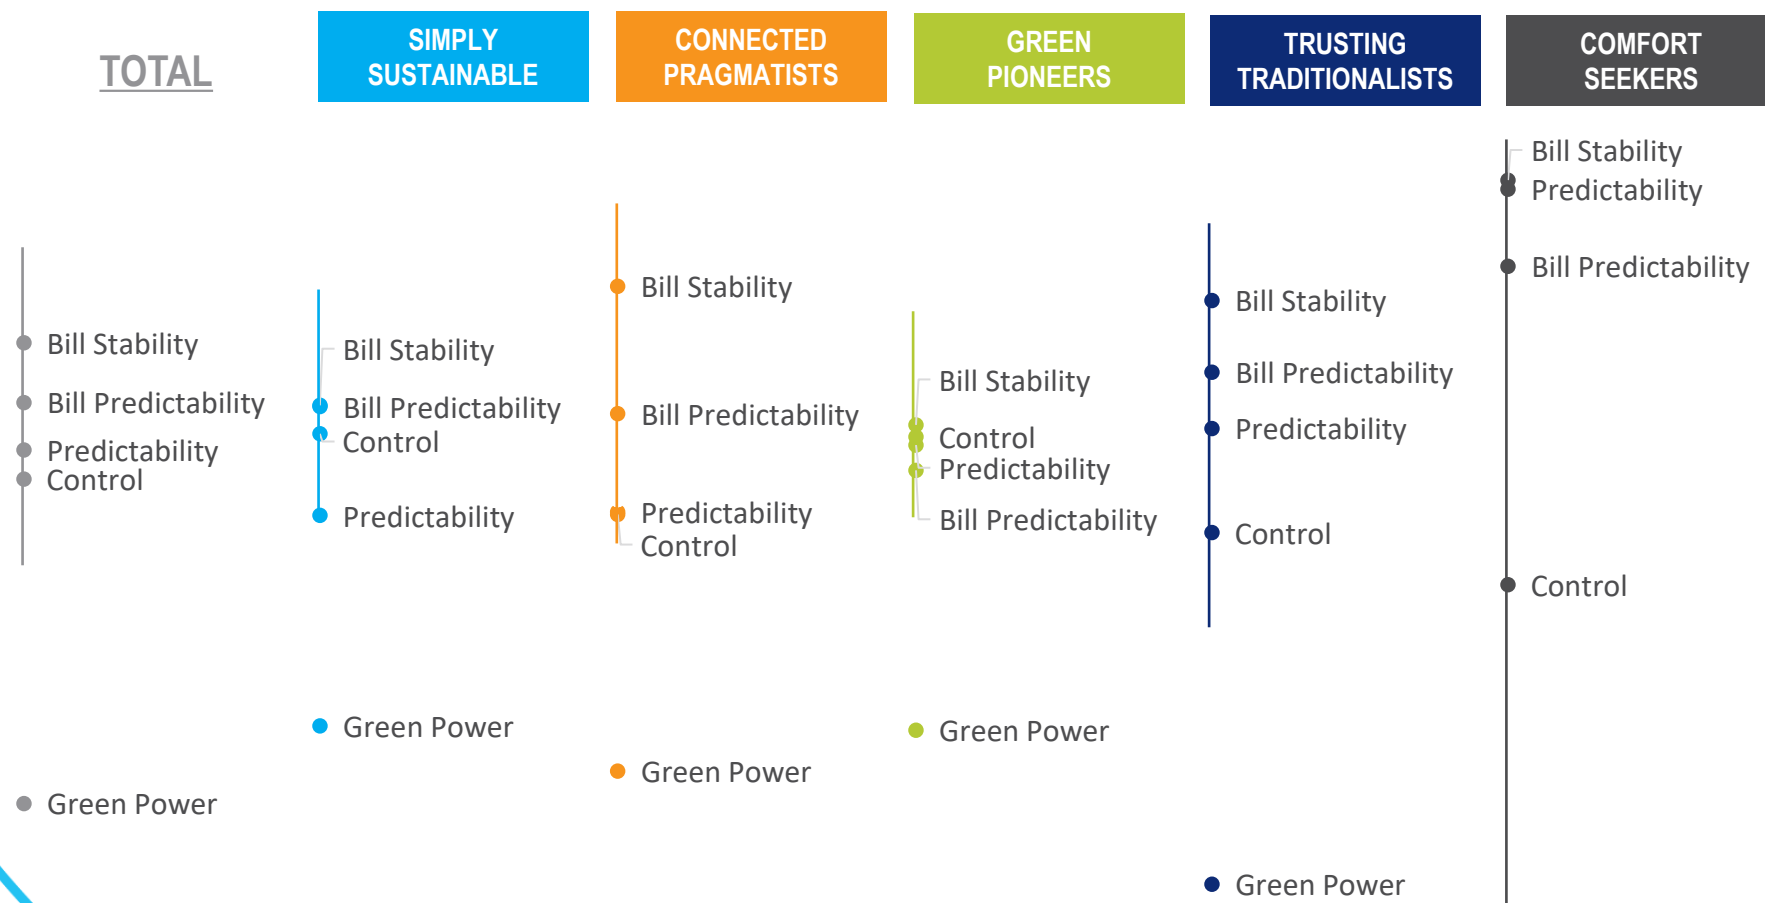 TOTAL
SIMPLY
SUSTAINABLE
CONNECTED
PRAGMATISTS
GREEN
PIONEERS
TRUSTING
TRADITIONALISTS
COMFORT
SEEKERS
Bill Stability
Bill Predictability
Predictability
Control
Green Power
Bill Stability
Bill Predictability
Control
Predictability
Green Power
Bill Stability
Bill Predictability
Predictability
Control
Green Power
Bill Stability
Control
Predictability
Bill Predictability
Green Power
Bill Stability
Bill Predictability
Predictability
Control
Green Power
Bill Stability
Predictability
Bill Predictability
Control